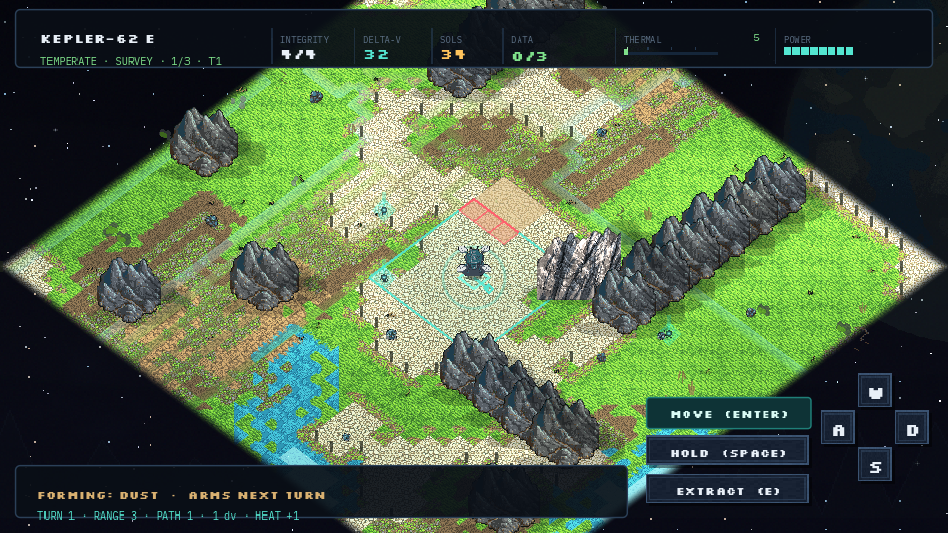 KEPLER-62 E
TEMPERATE · SURVEY · 1/3 · T1
INTEGRITY
4/4
DELTA-V
32
SOLS
34
DATA
0/3
THERMAL
5
POWER
MOVE (ENTER)
HOLD (SPACE)
EXTRACT (E)
W
A
D
S
FORMING: DUST · ARMS NEXT TURN
TURN 1 · RANGE 3 · PATH 1 · 1 dv · HEAT +1